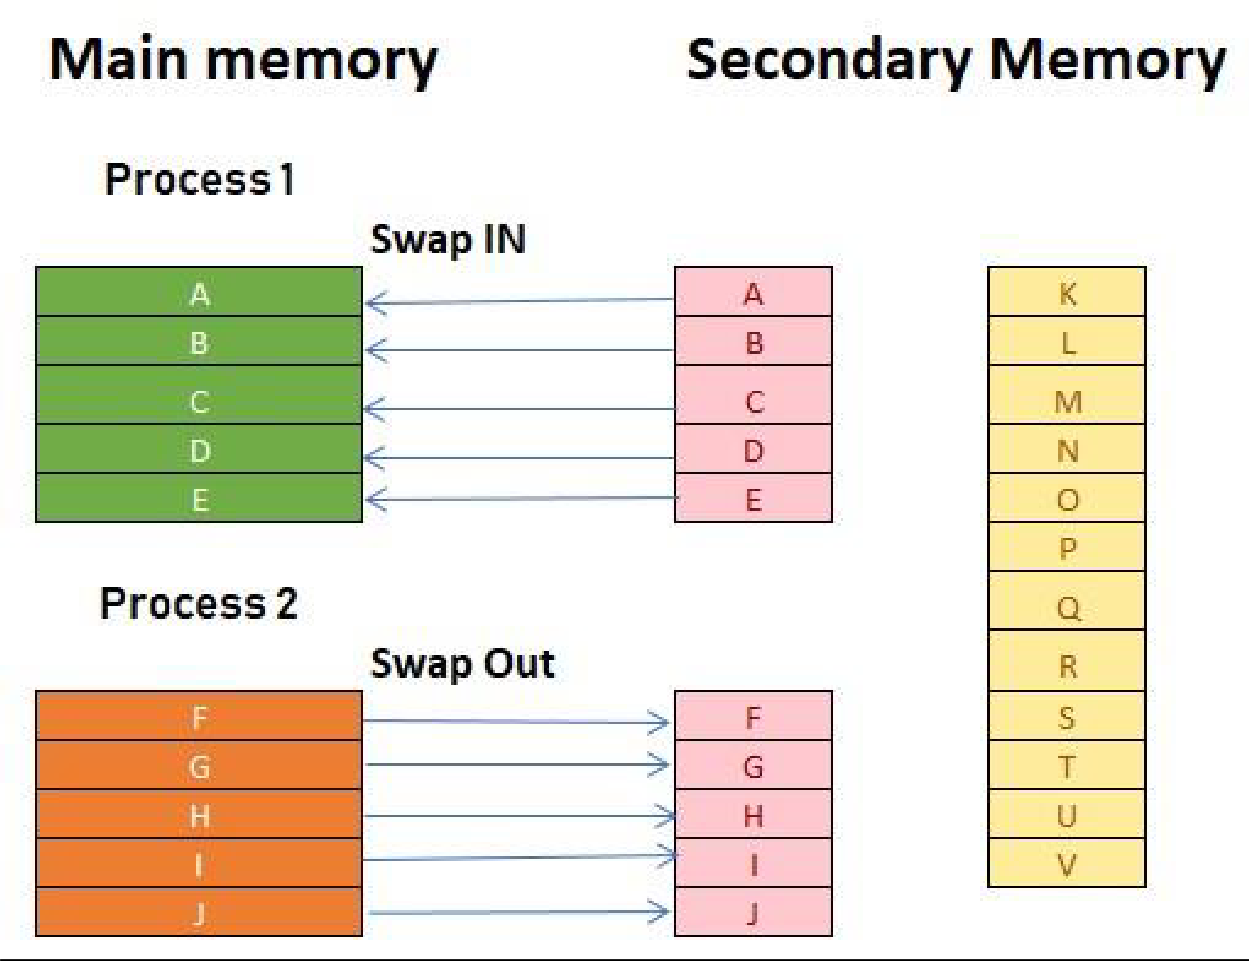 Main memory
Secondary Memory
Process 1
Swap IN
A
B
C
D
E
A
B
C
D
E
Process 2
Swap Out
F
G
H
I
J
F
G
H
I
J
K
L
M
N
O
P
Q
R
S
T
U
V